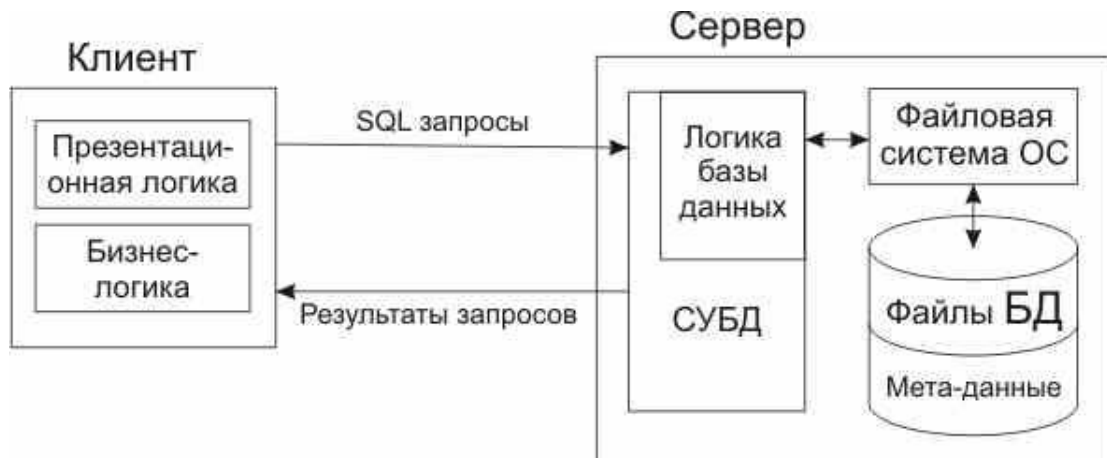 Клиент
Презентаци-
онная логика
Бизнес-
логика
SQL запросы
Результаты запросов
Сервер
Логика
базы
данных
СУБД
Файловая
система ОС
Файлы БД
Мета-данные